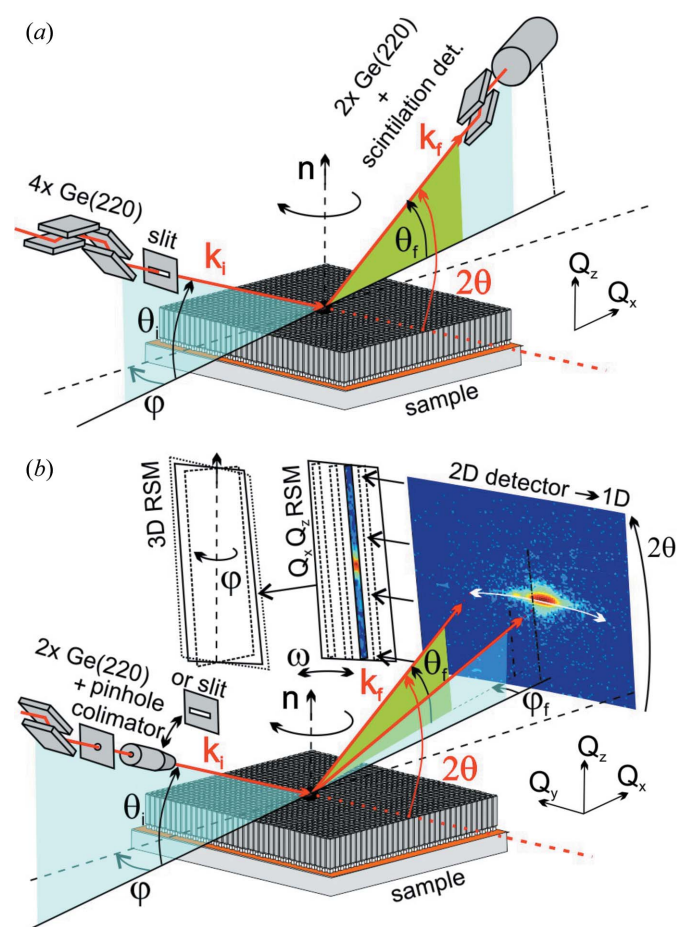 (a)
2x Ge(220)
+
scintilation det.
k_f
n
4x Ge(220)
slit
k_i
θ_f
2θ
Q_z
Q_x
θ_i
φ
sample
(b)
3D RSM
φ
Q_x Q_z RSM
2D detector → 1D
2θ
ω
2x Ge(220)
+ pinhole
colimator
or slit
n
k_f
θ_f
φ_f
k_i
2θ
Q_z
Q_y
Q_x
θ_i
φ
sample